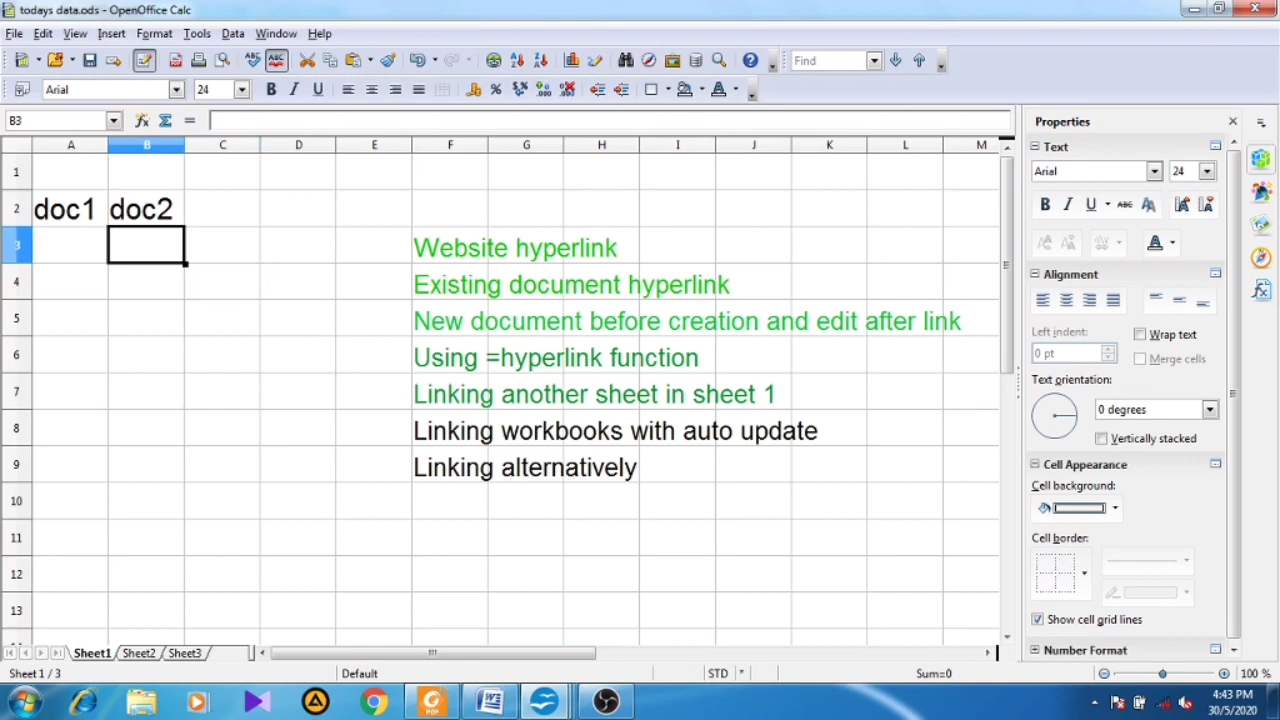 todays data.ods - OpenOffice Calc
File Edit View Insert Format Tools Data Window Help
Find
Arial 24 B I U
B3
A B C D E F G H I J K L M
1
2 doc1 doc2
3 Website hyperlink
4 Existing document hyperlink
5 New document before creation and edit after link
6 Using =hyperlink function
7 Linking another sheet in sheet 1
8 Linking workbooks with auto update
9 Linking alternatively
10
11
12
13
Properties
Text
Arial 24
B I U ABC
Alignment
Left indent:
Wrap text
0 pt
Merge cells
Text orientation:
0 degrees
Vertically stacked
Cell Appearance
Cell background:
Cell border:
Show cell grid lines
Number Format
Sheet1 Sheet2 Sheet3
Sheet 1 / 3 Default STD * Sum=0 100 %
PDF
4:43 PM
30/5/2020